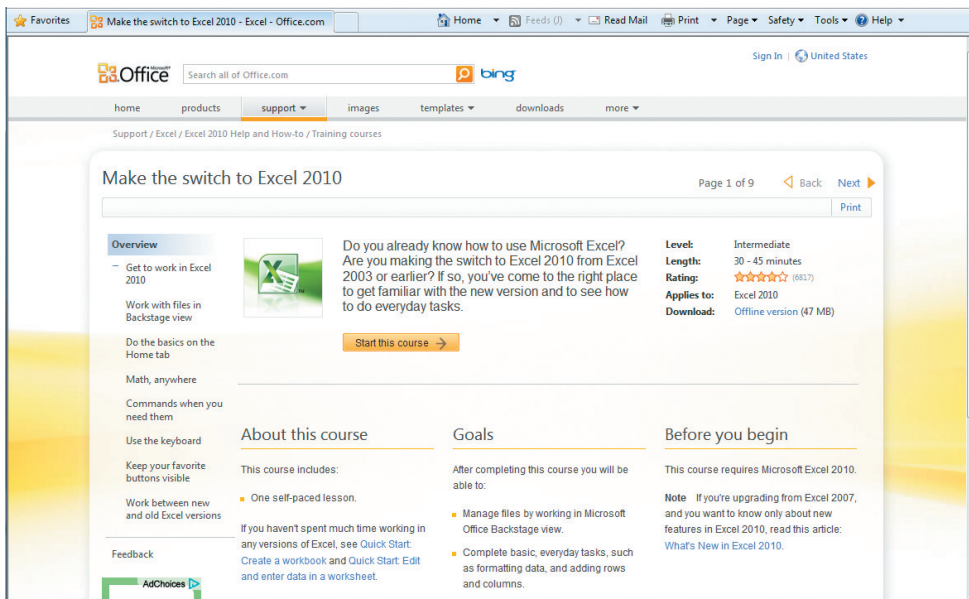 Favorites
Make the switch to Excel 2010 - Excel - Office.com
Home
Feeds (J)
Read Mail
Print
Page
Safety
Tools
Help
Sign In | United States
Microsoft
Office
Search all of Office.com
bing
home
products
support
images
templates
downloads
more
Support / Excel / Excel 2010 Help and How-to / Training courses
Make the switch to Excel 2010
Page 1 of 9
Back
Next
Print
Overview
Get to work in Excel
2010
Work with files in
Backstage view
Do the basics on the
Home tab
Math, anywhere
Commands when you
need them
Use the keyboard
Keep your favorite
buttons visible
Work between new
and old Excel versions
Feedback
AdChoices
Do you already know how to use Microsoft Excel?
Are you making the switch to Excel 2010 from Excel
2003 or earlier? If so, you've come to the right place
to get familiar with the new version and to see how
to do everyday tasks.
Start this course
Level: Intermediate
Length: 30 - 45 minutes
Rating: (6817)
Applies to: Excel 2010
Download: Offline version (47 MB)
About this course
This course includes:
One self-paced lesson.
If you haven't spent much time working in
any versions of Excel, see Quick Start:
Create a workbook and Quick Start: Edit
and enter data in a worksheet.
Goals
After completing this course you will be
able to:
Manage files by working in Microsoft
Office Backstage view.
Complete basic, everyday tasks, such
as formatting data, and adding rows
and columns.
Before you begin
This course requires Microsoft Excel 2010.
Note If you're upgrading from Excel 2007,
and you want to know only about new
features in Excel 2010, read this article:
What's New in Excel 2010.